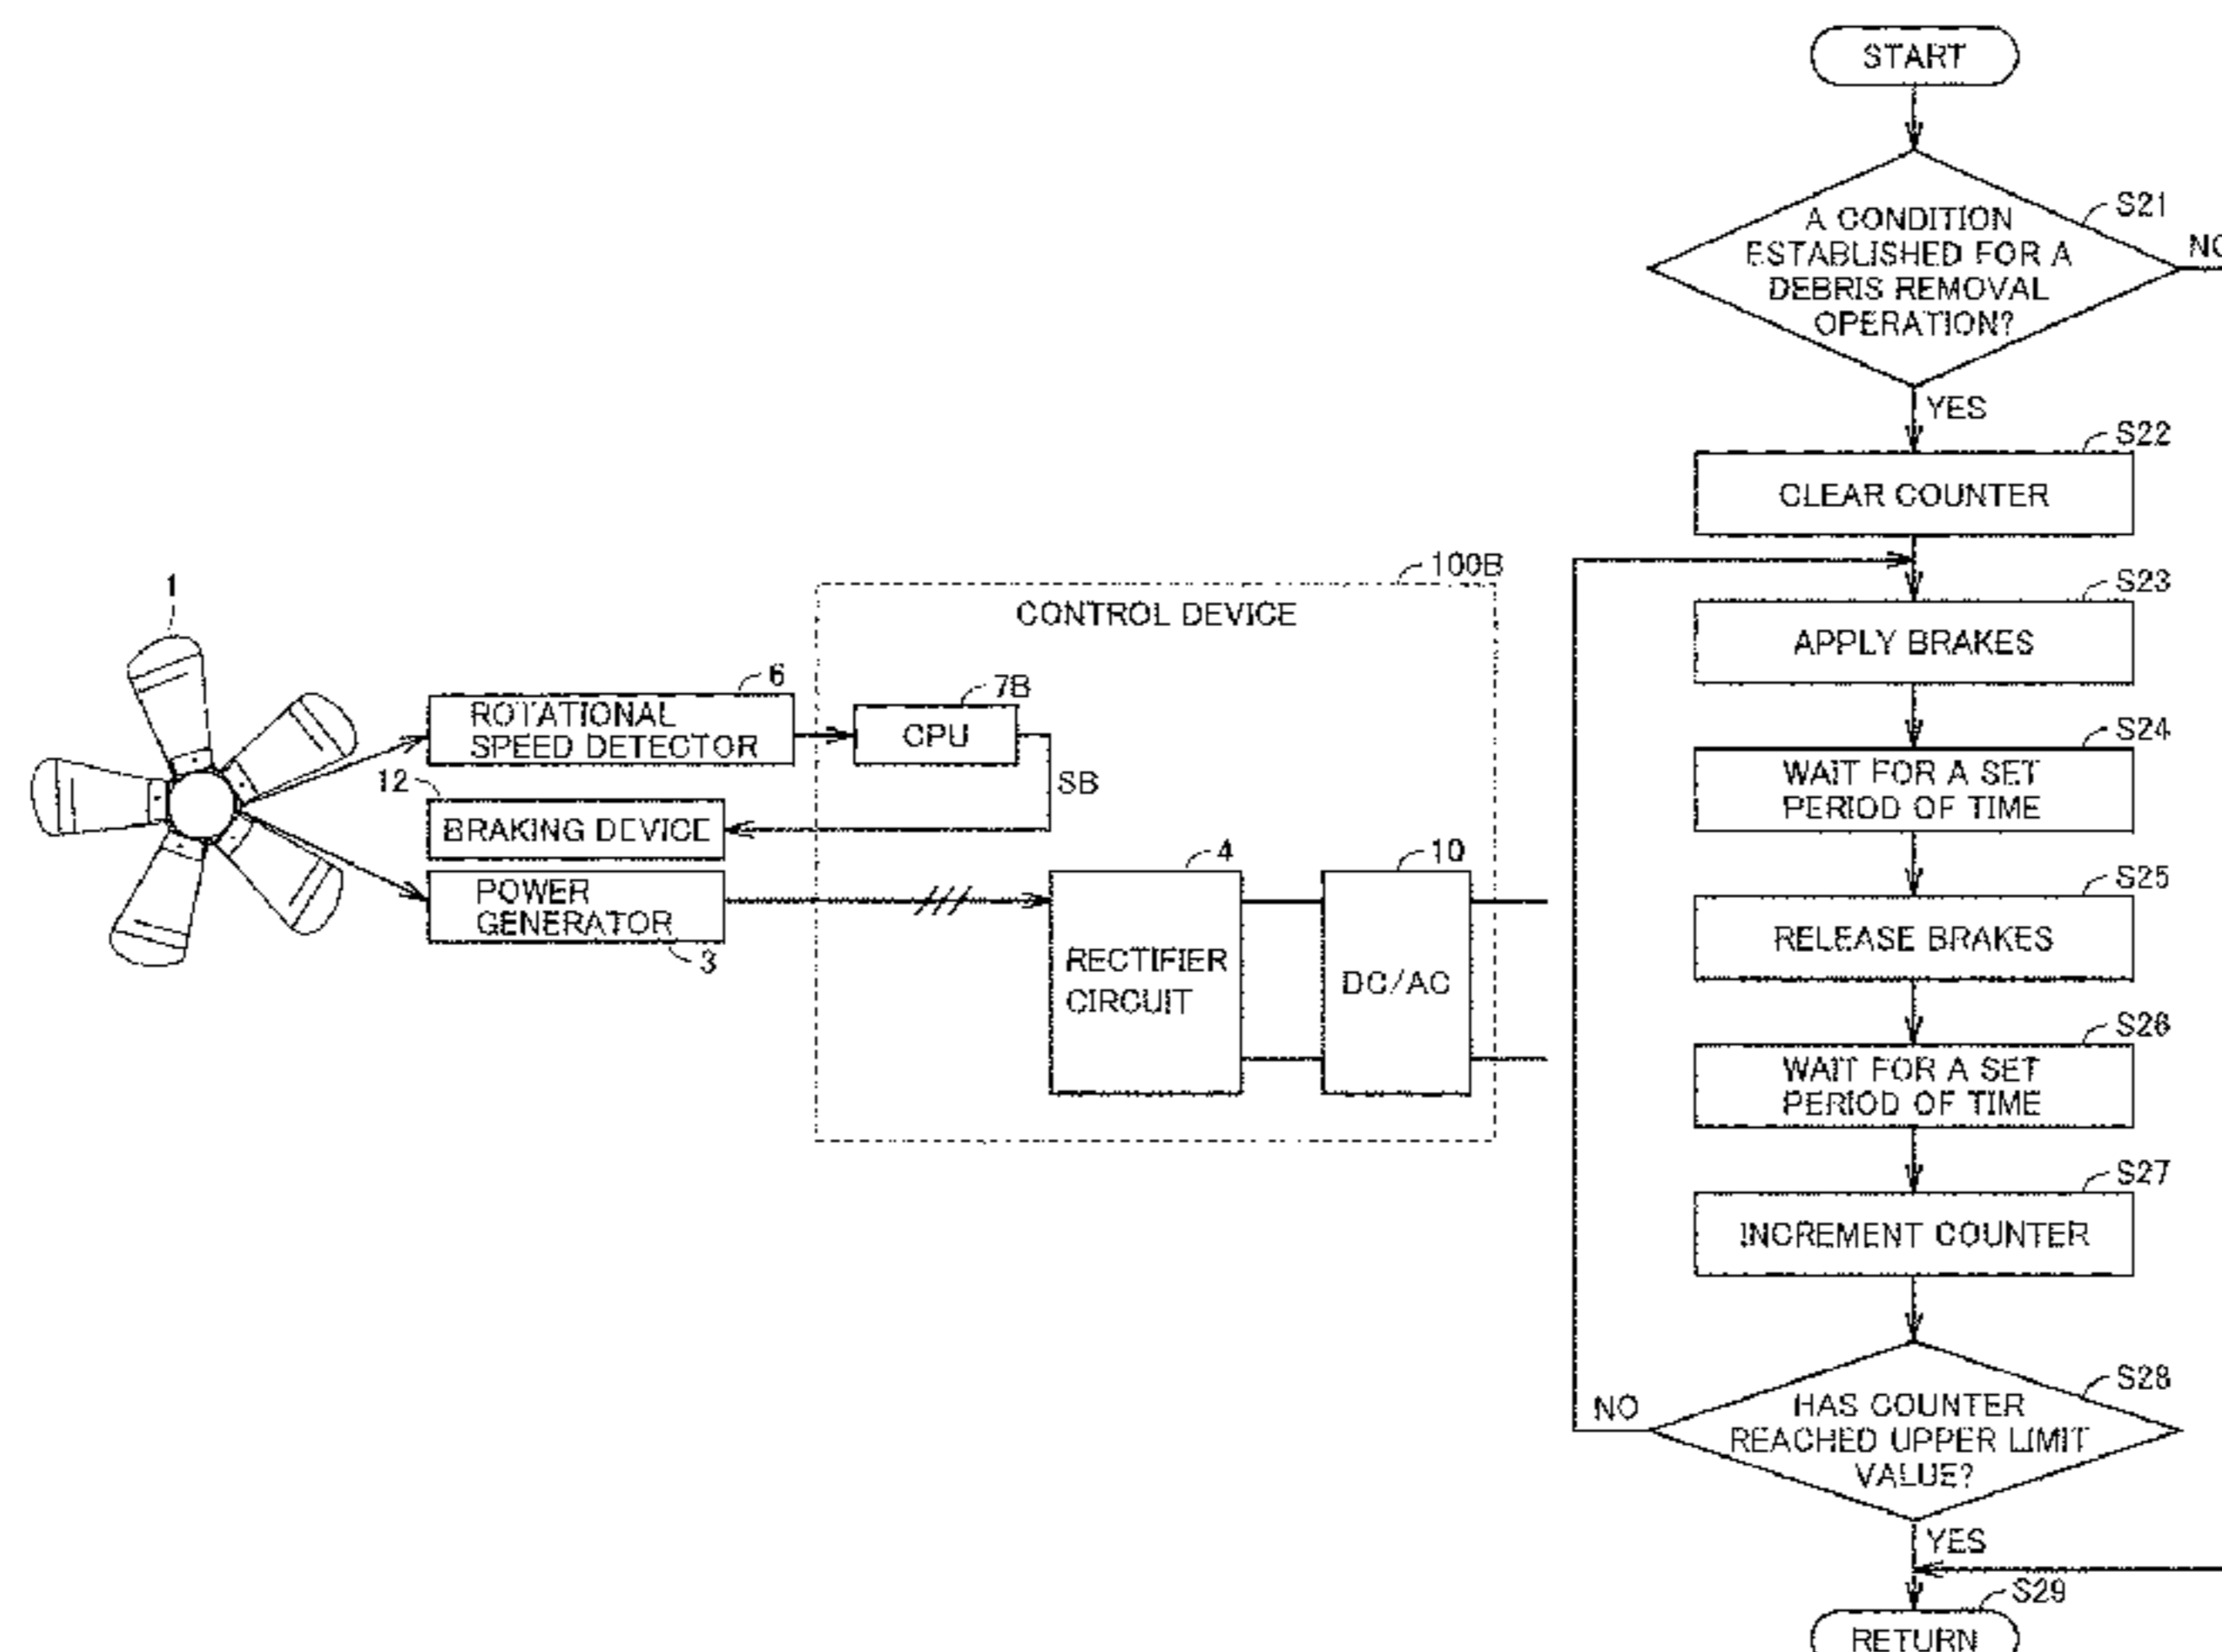 1
6
ROTATIONAL
SPEED DETECTOR
12
BRAKING DEVICE
POWER
GENERATOR
3
100B
CONTROL DEVICE
7B
CPU
SB
4
RECTIFIER
CIRCUIT
10
DC/AC
START
S21
A CONDITION
ESTABLISHED FOR A
DEBRIS REMOVAL
OPERATION?
NO
YES
S22
CLEAR COUNTER
S23
APPLY BRAKES
S24
WAIT FOR A SET
PERIOD OF TIME
S25
RELEASE BRAKES
S26
WAIT FOR A SET
PERIOD OF TIME
S27
INCREMENT COUNTER
S28
HAS COUNTER
REACHED UPPER LIMIT
VALUE?
NO
YES
S29
RETURN